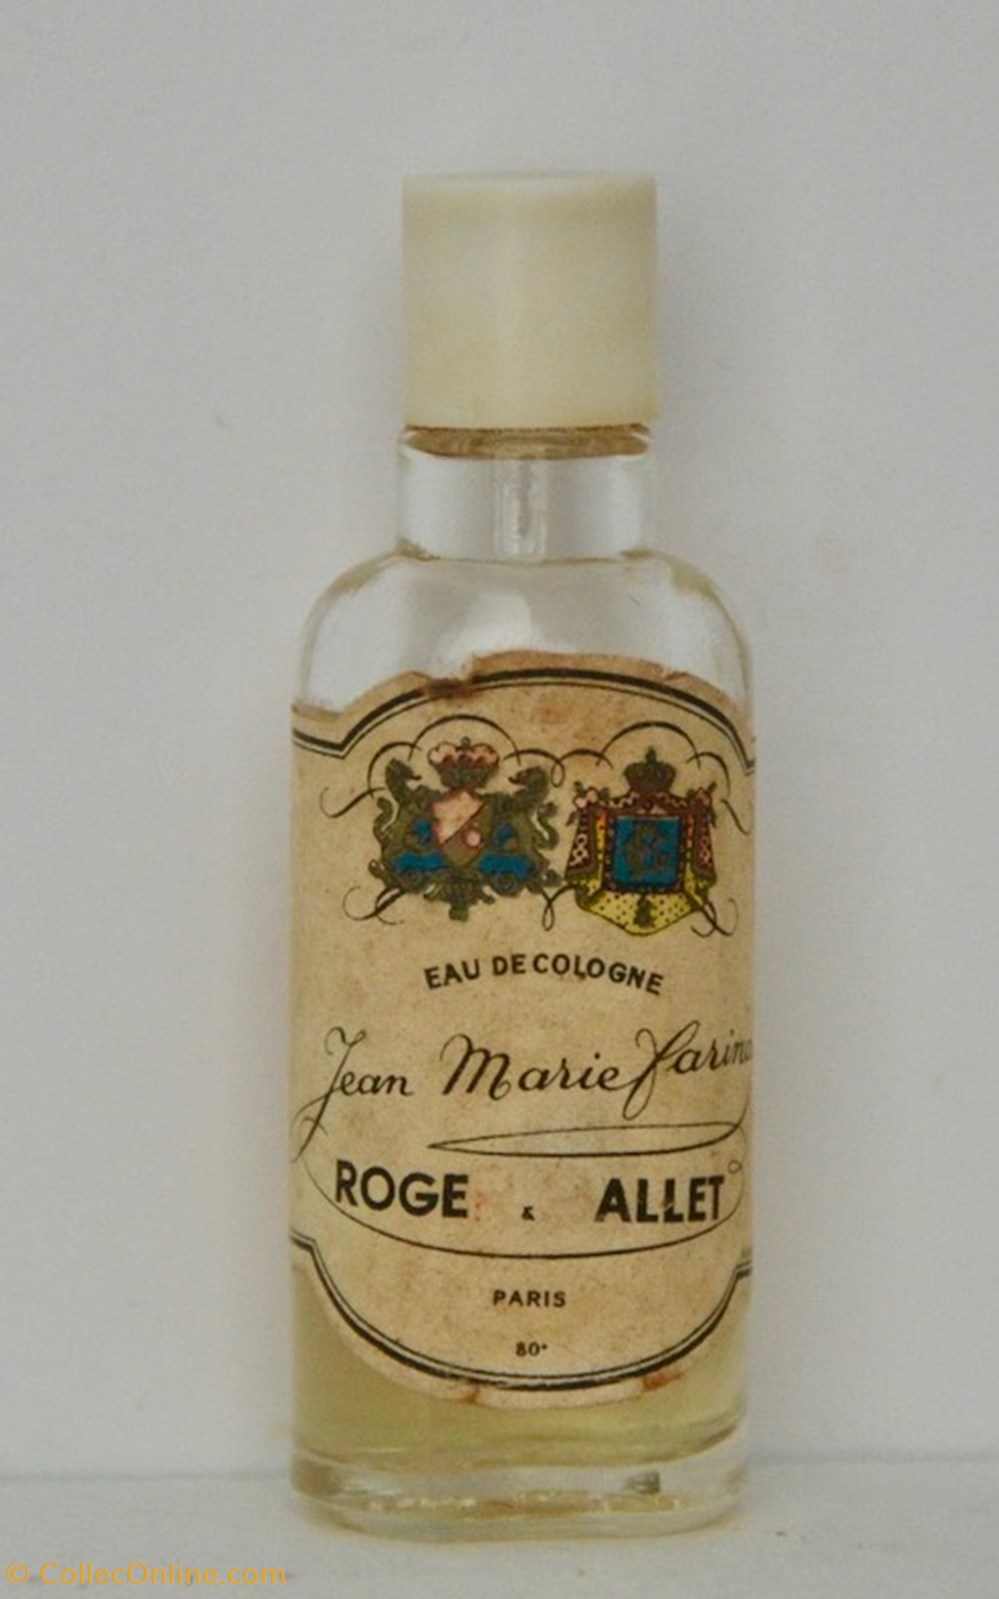 EAU DE COLOGNE
Jean Marie Farina
ROGE & ALLET
PARIS
80°
© CollecOnline.com